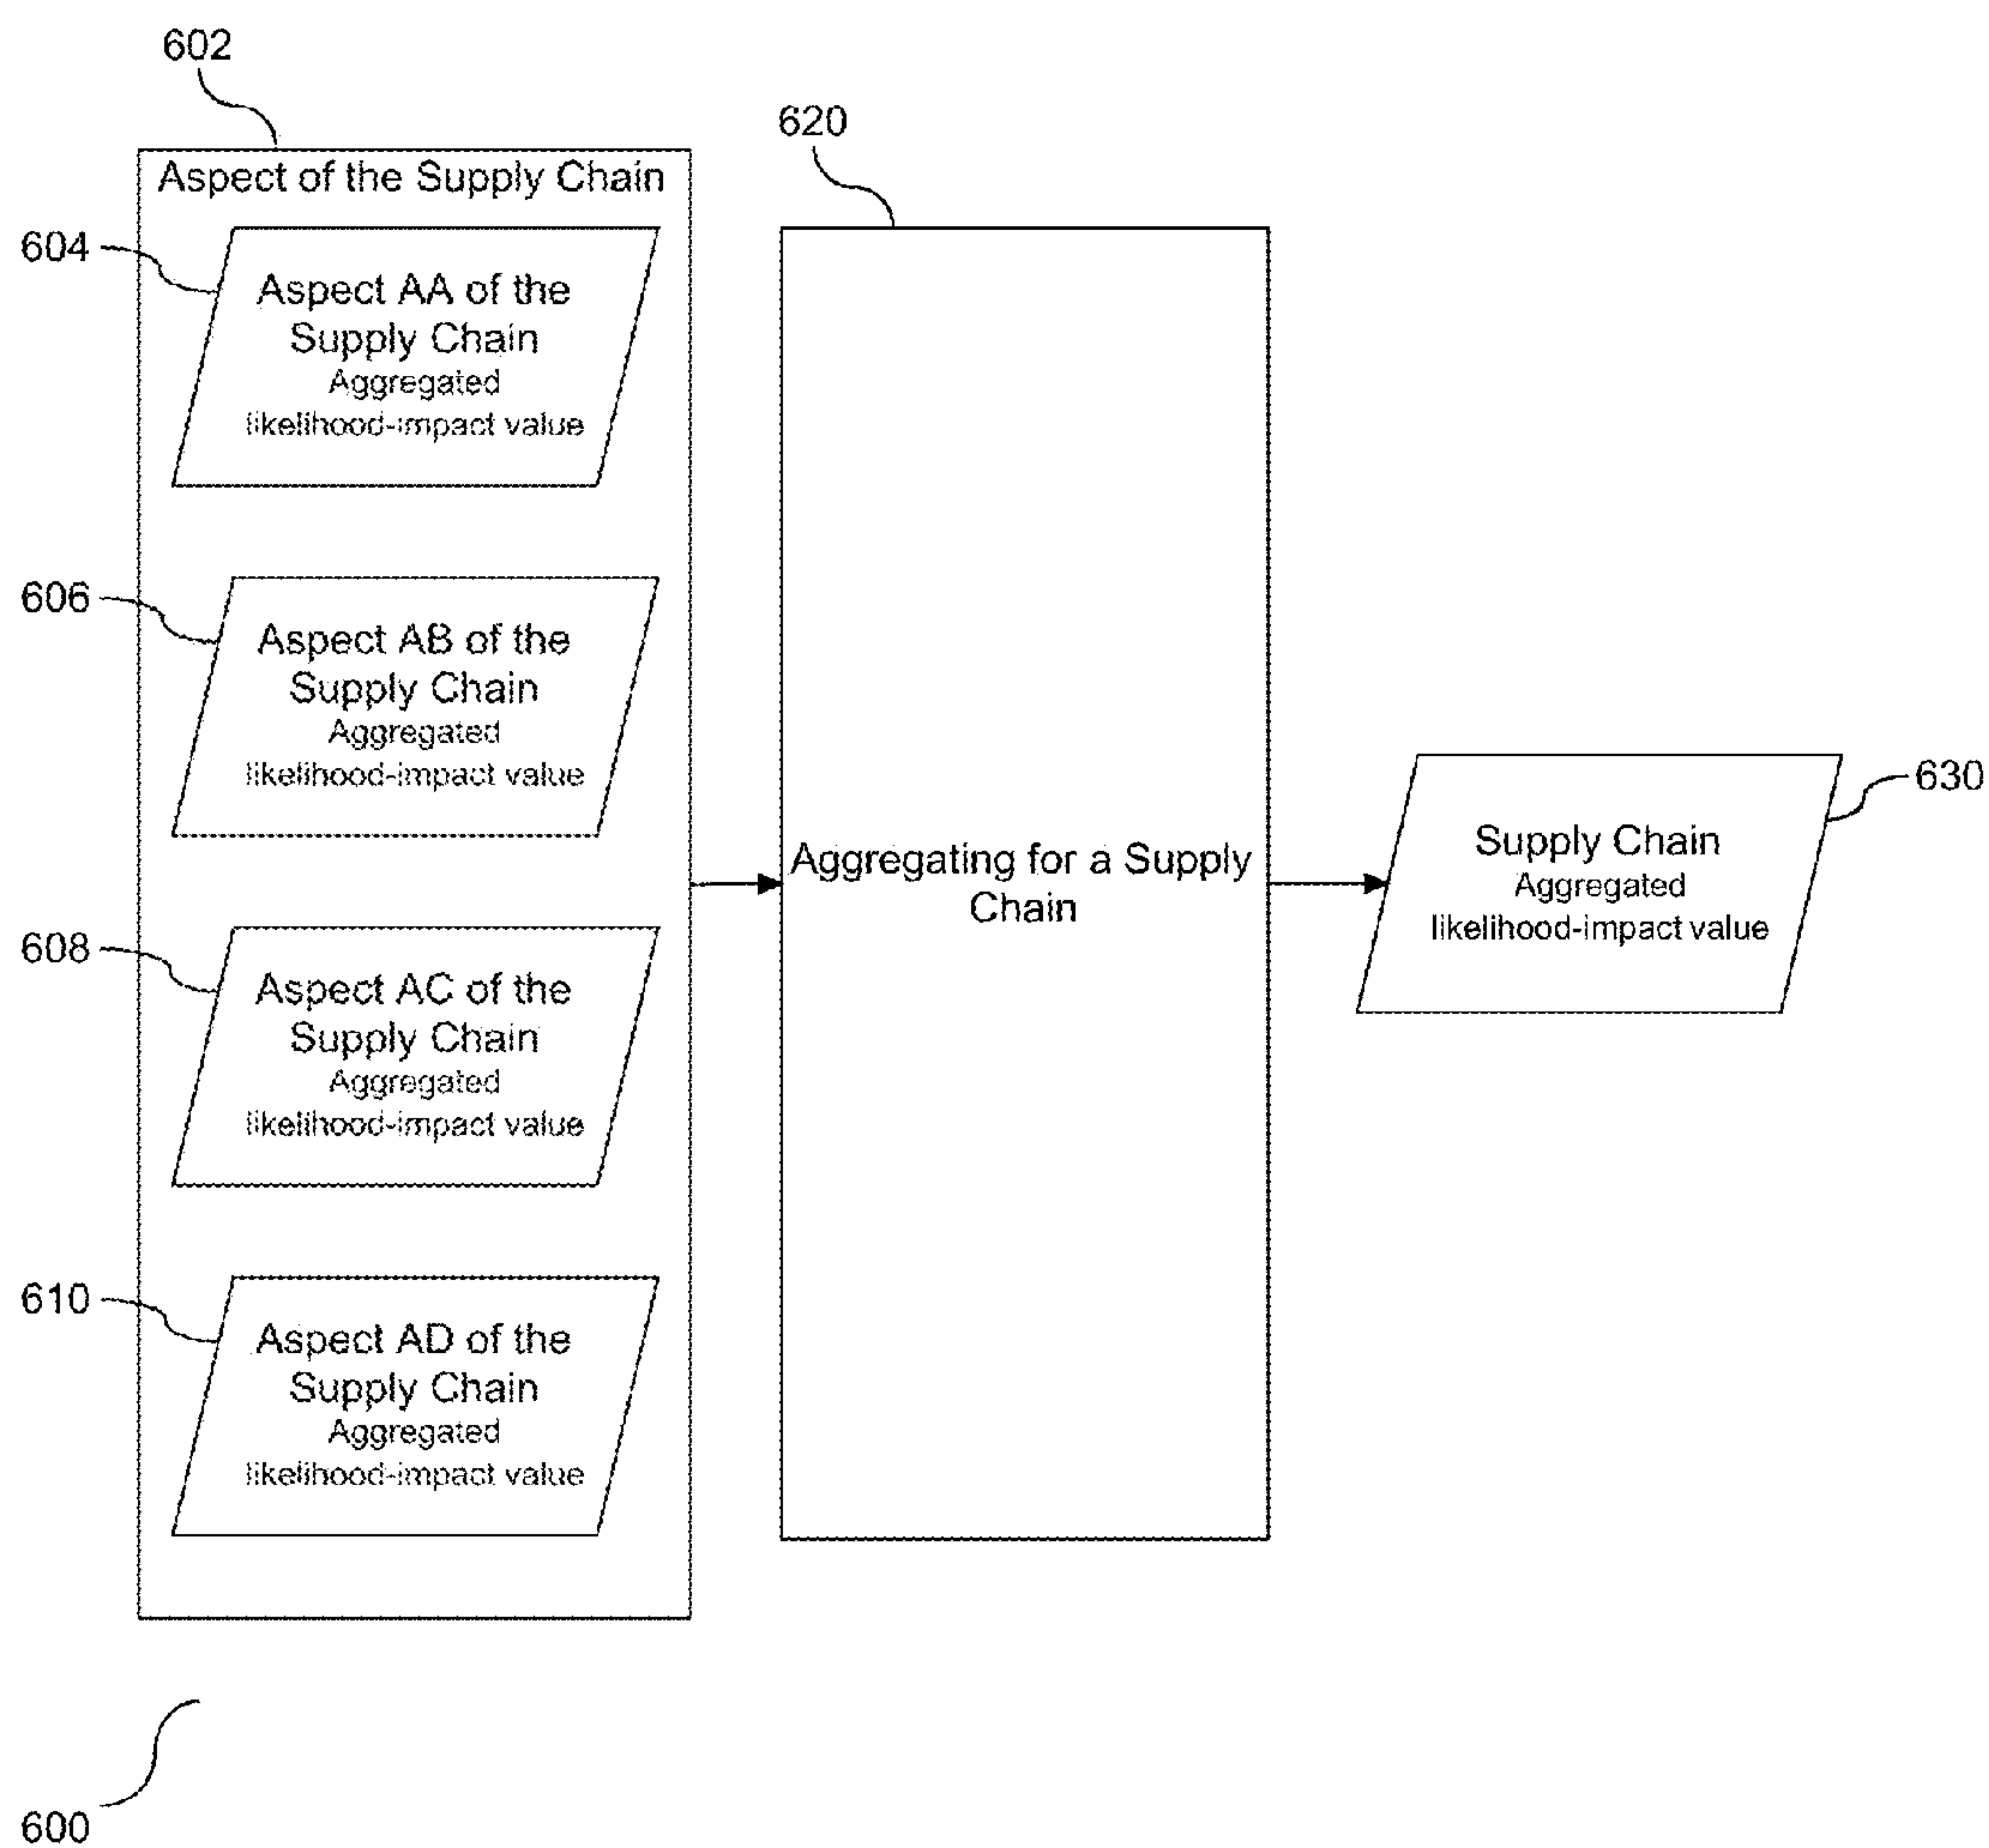 602
Aspect of the Supply Chain
604
Aspect AA of the
Supply Chain
Aggregated
likelihood-impact value
606
Aspect AB of the
Supply Chain
Aggregated
likelihood-impact value
608
Aspect AC of the
Supply Chain
Aggregated
likelihood-impact value
610
Aspect AD of the
Supply Chain
Aggregated
likelihood-impact value
620
Aggregating for a Supply
Chain
630
Supply Chain
Aggregated
likelihood-impact value
600